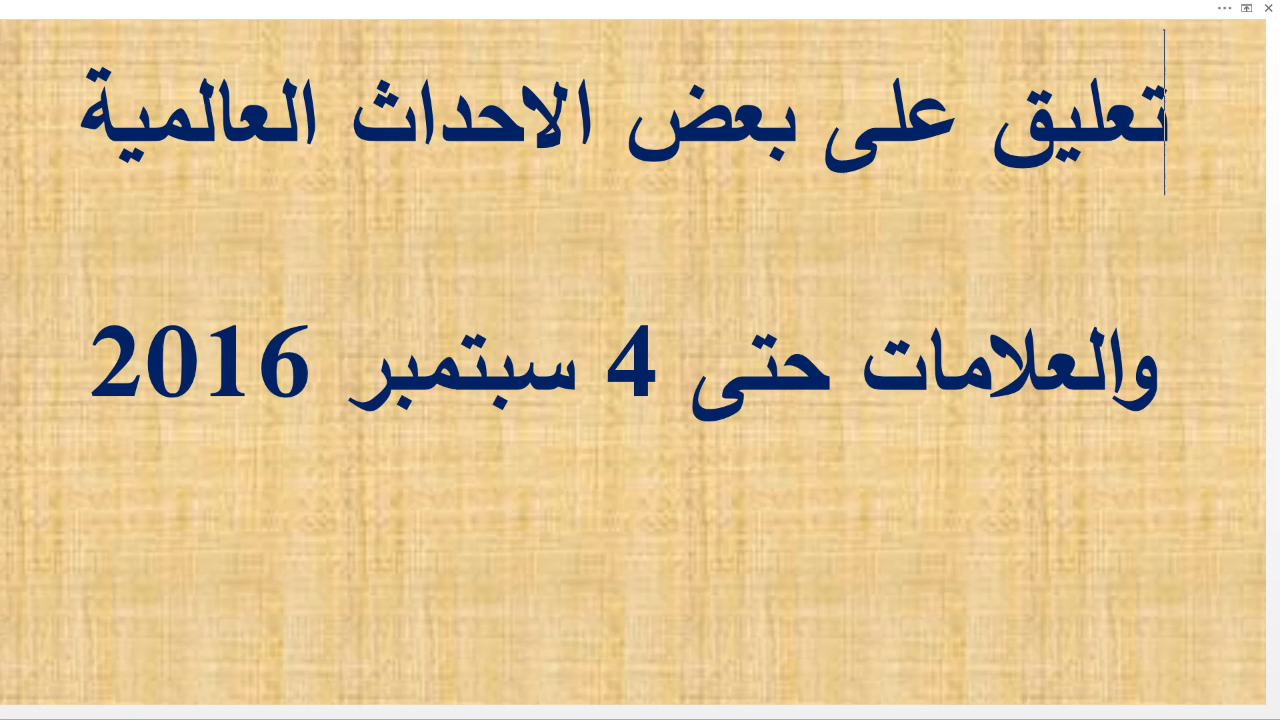 تعليق على بعض الاحداث العالمية
والعلامات حتى 4 سبتمبر 2016